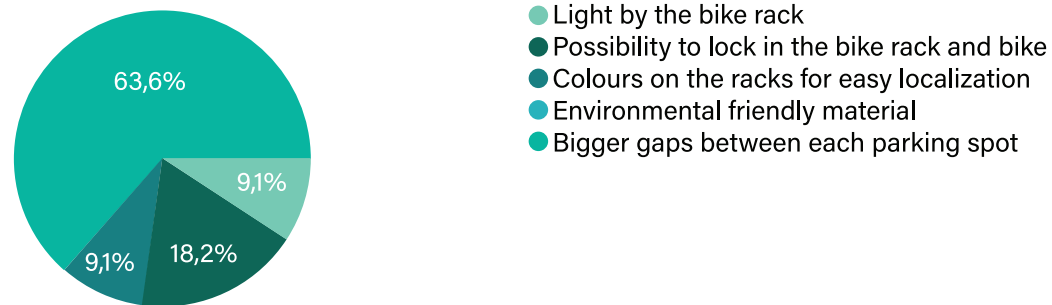 63,6%
9,1%
18,2%
9,1%
Light by the bike rack
Possibility to lock in the bike rack and bike
Colours on the racks for easy localization
Environmental friendly material
Bigger gaps between each parking spot